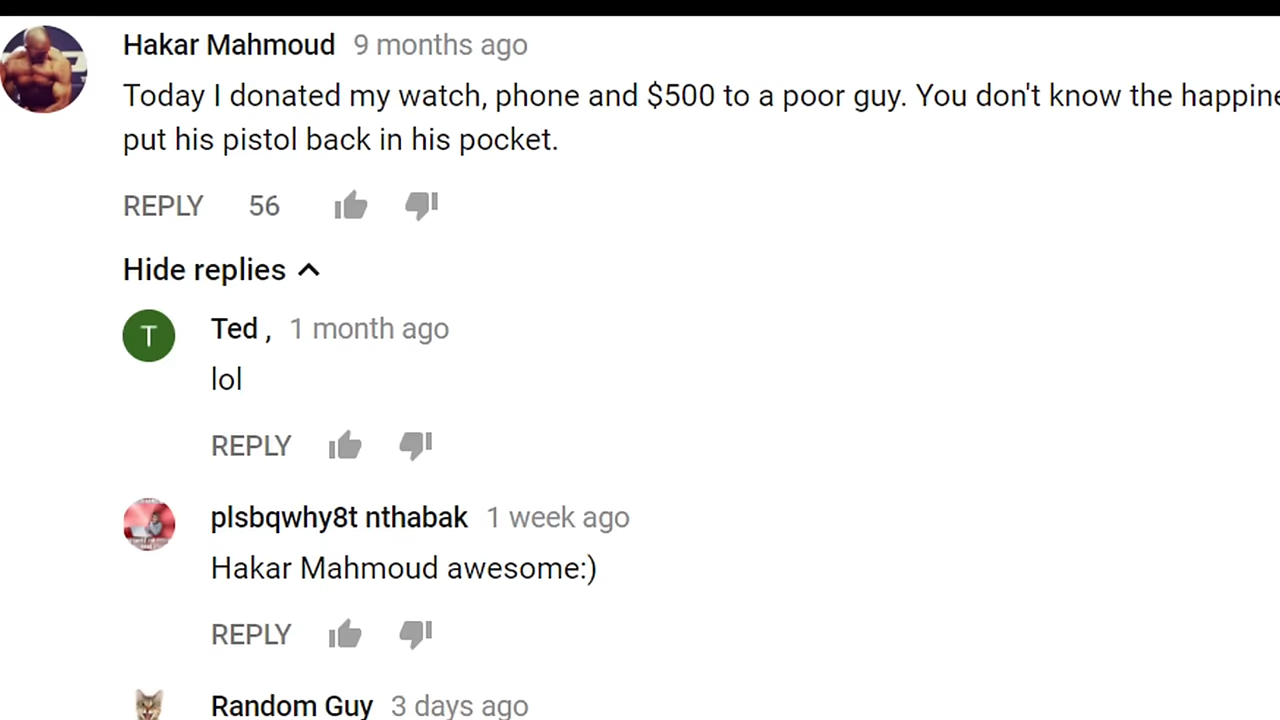 Hakar Mahmoud 9 months ago
Today I donated my watch, phone and $500 to a poor guy. You don't know the
put his pistol back in his pocket.
REPLY 56
Hide replies
T
Ted , 1 month ago
lol
REPLY
plsbqwhy8t nthabak 1 week ago
Hakar Mahmoud awesome:)
REPLY
Random Guy 3 days ago